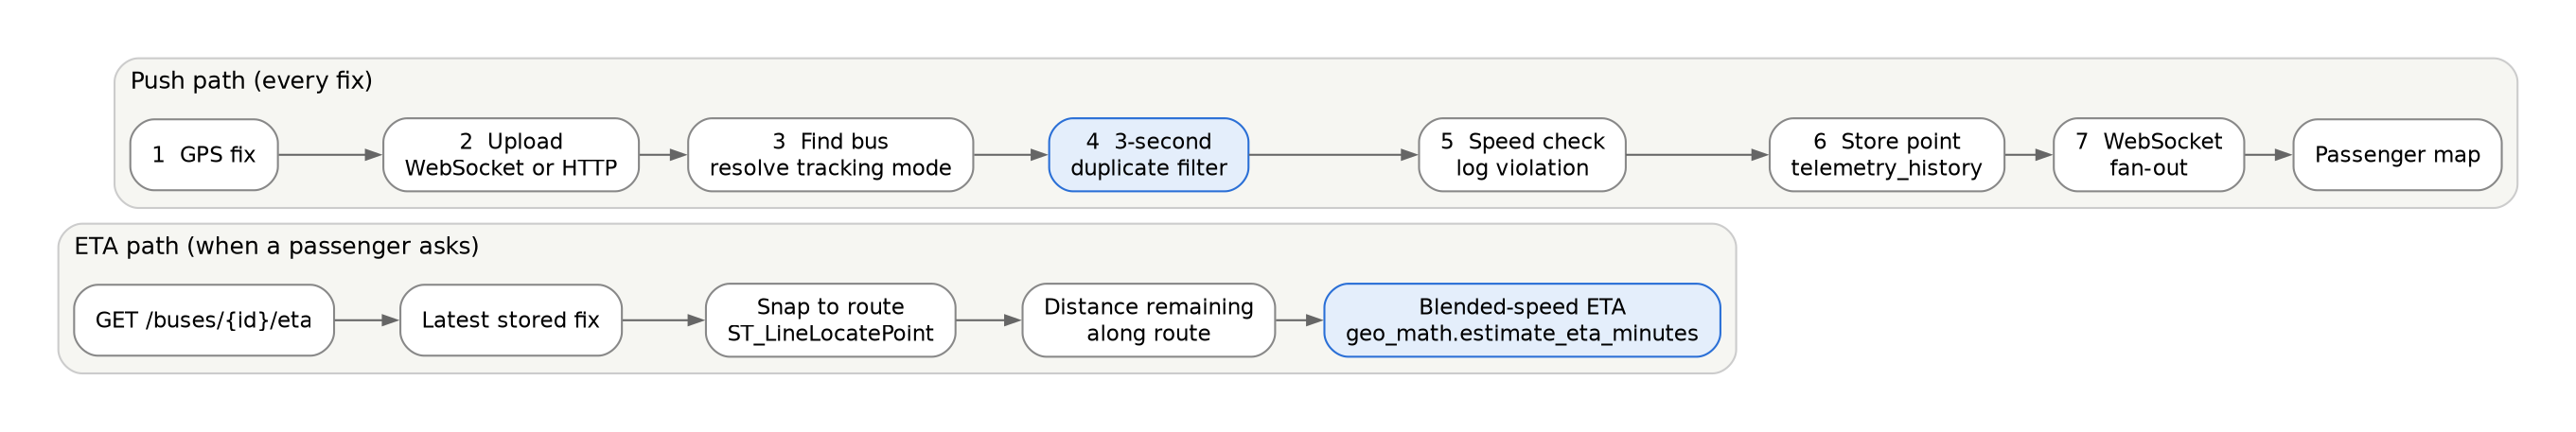 Push path (every fix)
1  GPS fix
2  Upload
WebSocket or HTTP
3  Find bus
resolve tracking mode
4  3-second
duplicate filter
5  Speed check
log violation
6  Store point
telemetry_history
7  WebSocket
fan-out
Passenger map
ETA path (when a passenger asks)
GET /buses/{id}/eta
Latest stored fix
Snap to route
ST_LineLocatePoint
Distance remaining
along route
Blended-speed ETA
geo_math.estimate_eta_minutes